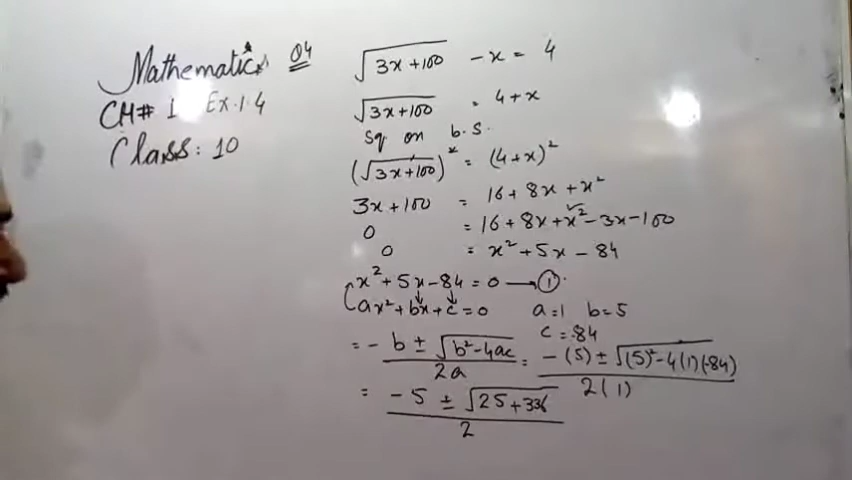 Mathematics 04
CH# 1 Ex.1.4
Class: 10
√(3x+100) - x = 4
√(3x+100) = 4+x
Sq on b.S.
(√(3x+100))² = (4+x)²
3x+100 = 16+8x+x²
0 = 16+8x+x²-3x-100
0 = x²+5x-84
x²+5x-84=0 → ①
ax²+bx+c=0 a=1 b=5
c=-84
= -b ± √(b²-4ac) / 2a = -(5) ± √((5)²-4(1)(-84)) / 2(1)
= -5 ± √(25+336) / 2